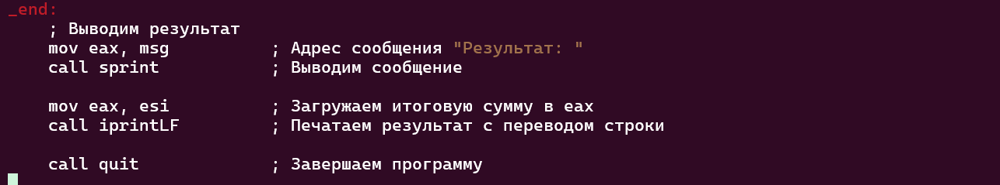 _end:
    ; Выводим результат
    mov eax, msg          ; Адрес сообщения "Результат: "
    call sprint           ; Выводим сообщение

    mov eax, esi          ; Загружаем итоговую сумму в eax
    call iprintLF         ; Печатаем результат с переводом строки

    call quit             ; Завершаем программу